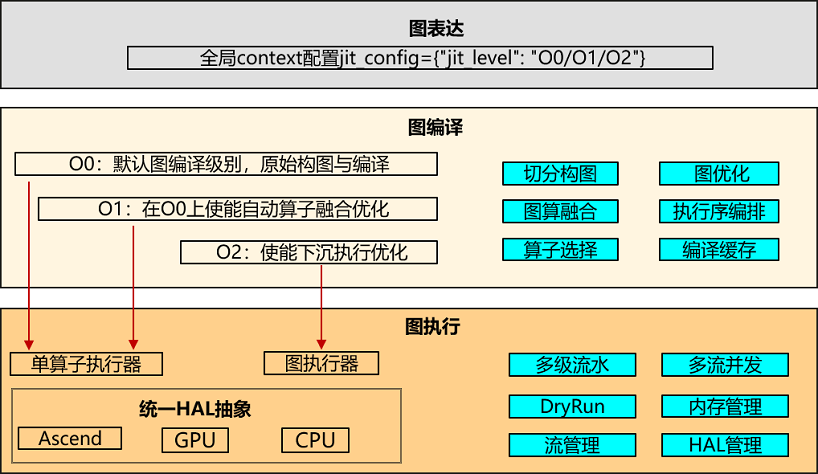 图表达
全局context配置jit_config={"jit_level": "O0/O1/O2"}
图编译
O0：默认图编译级别，原始构图与编译
O1：在O0上使能自动算子融合优化
O2：使能下沉执行优化
切分构图
图优化
图算融合
执行序编排
算子选择
编译缓存
图执行
单算子执行器
图执行器
统一HAL抽象
Ascend
GPU
CPU
多级流水
多流并发
DryRun
内存管理
流管理
HAL管理